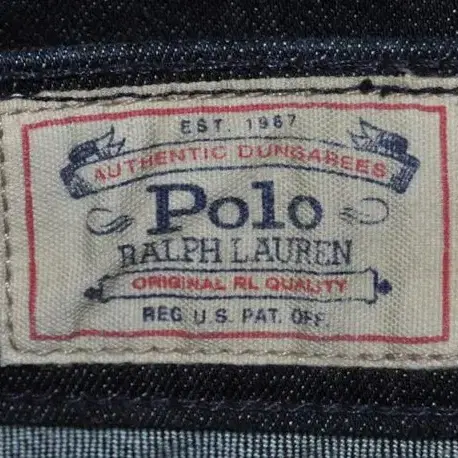 EST. 1967
AUTHENTIC DUNGAREES
Polo
RALPH LAUREN
ORIGINAL RL QUALITY
REG. U.S. PAT. OFF.